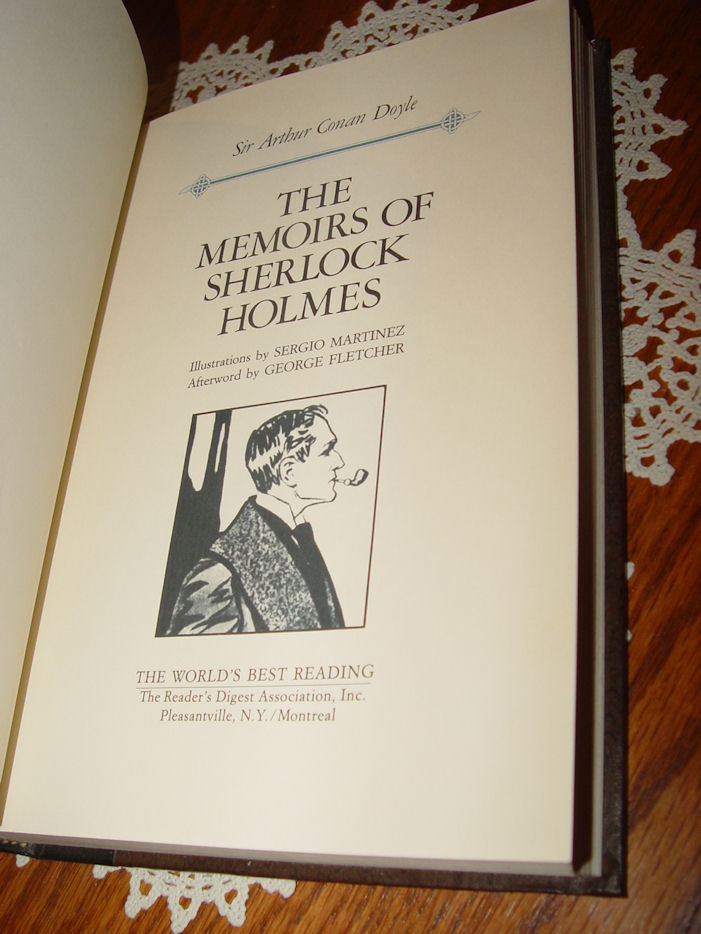 Sir Arthur Conan Doyle
THE
MEMOIRS OF
SHERLOCK
HOLMES
Illustrations by SERGIO MARTINEZ
Afterword by GEORGE FLETCHER
THE WORLD'S BEST READING
The Reader's Digest Association, Inc.
Pleasantville, N.Y./Montreal